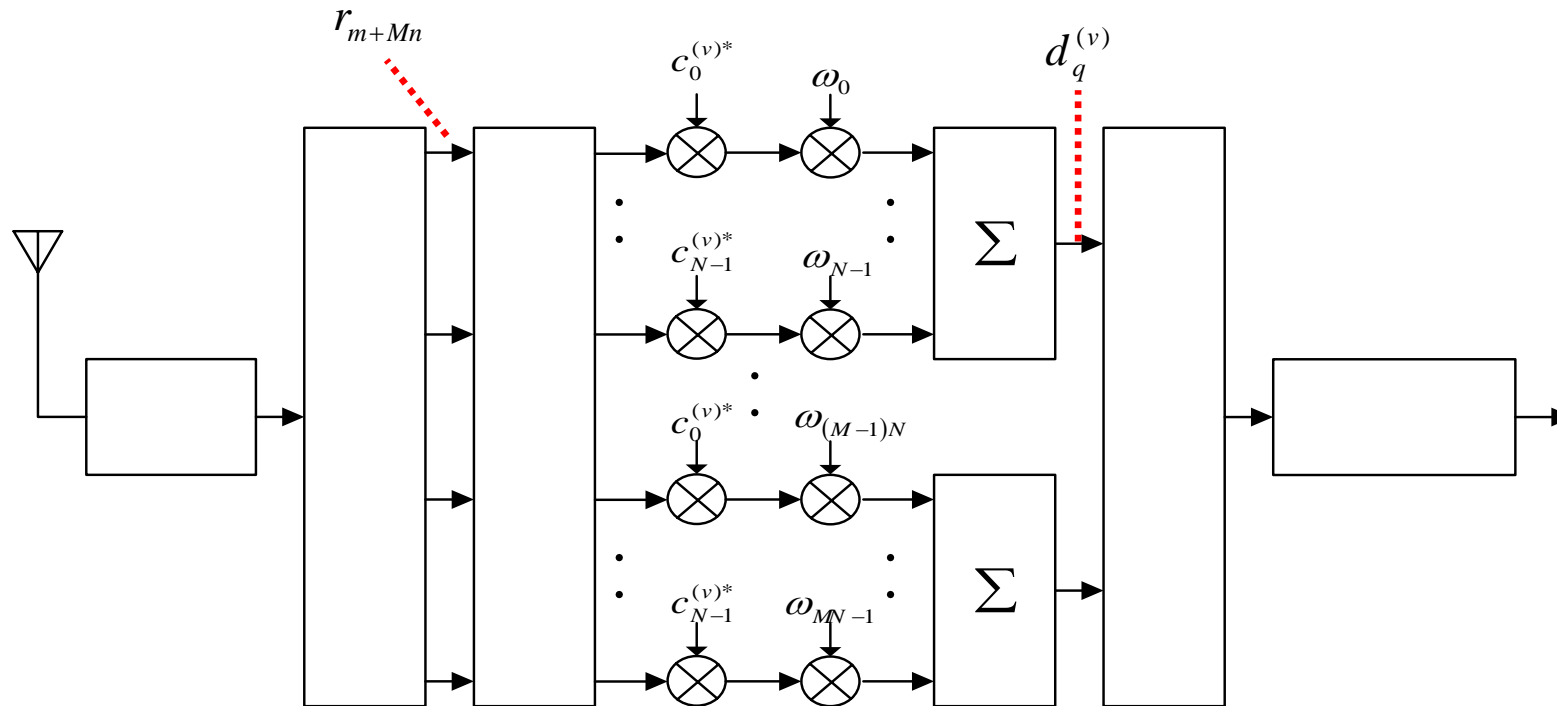 r_{m+Mn}
c_0^{(v)*} ω_0
d_q^{(v)}
c_{N-1}^{(v)*} ω_{N-1}
Σ
c_0^{(v)*} ω_{(M-1)N}
c_{N-1}^{(v)*} ω_{MN-1}
Σ